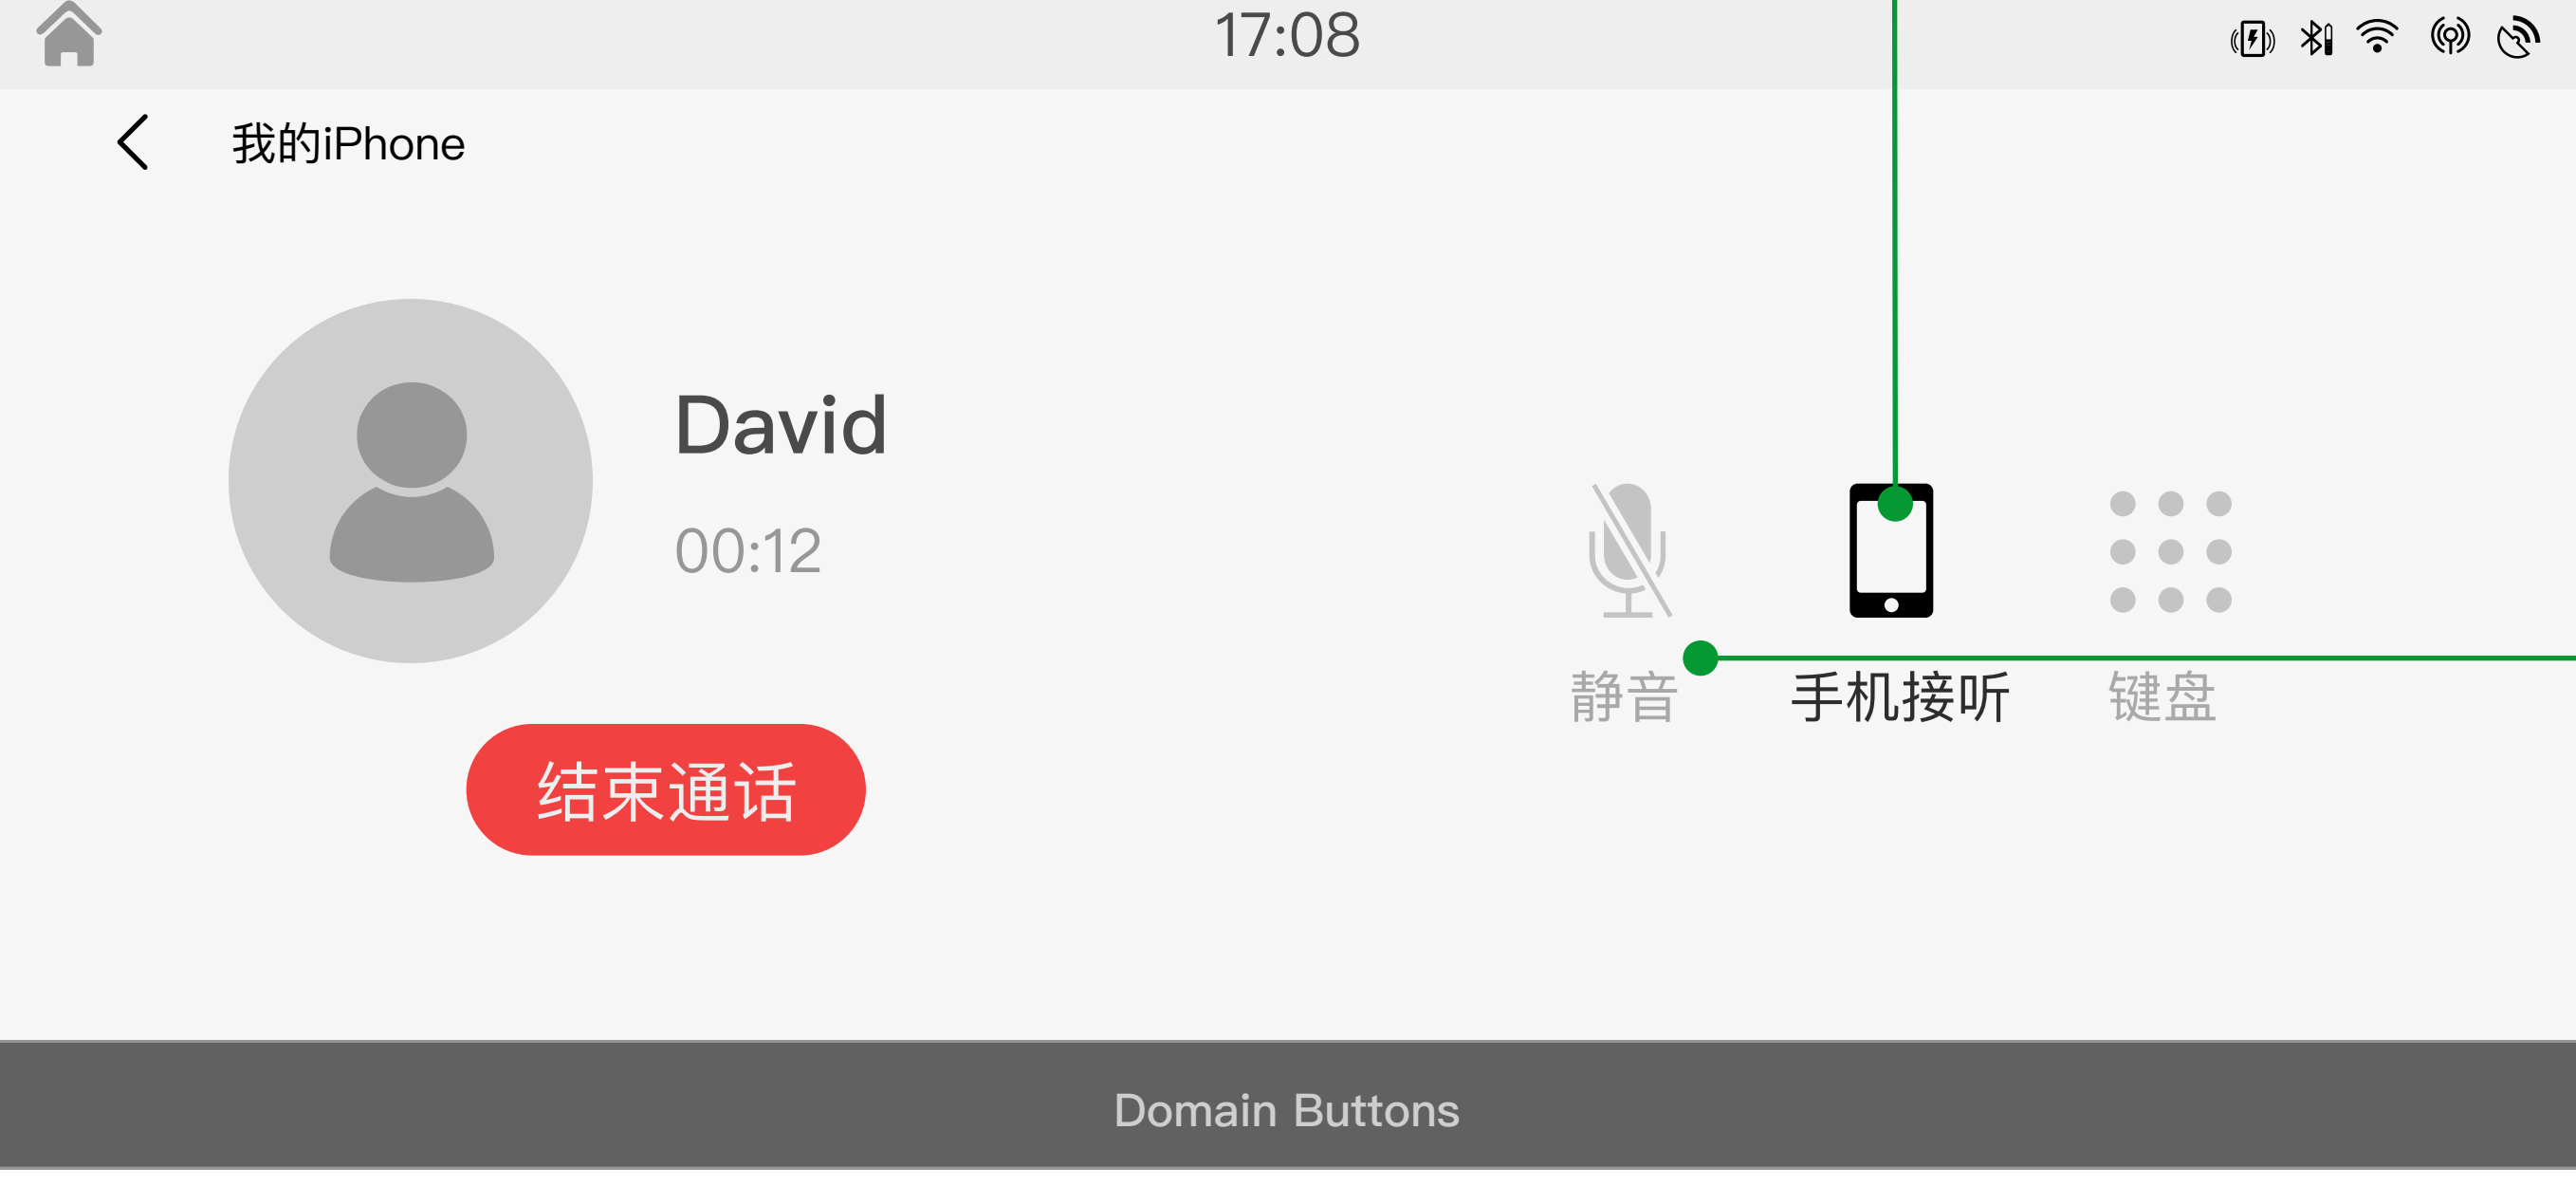 17:08
我的iPhone
David
00:12
静音
手机接听
键盘
结束通话
Domain Buttons